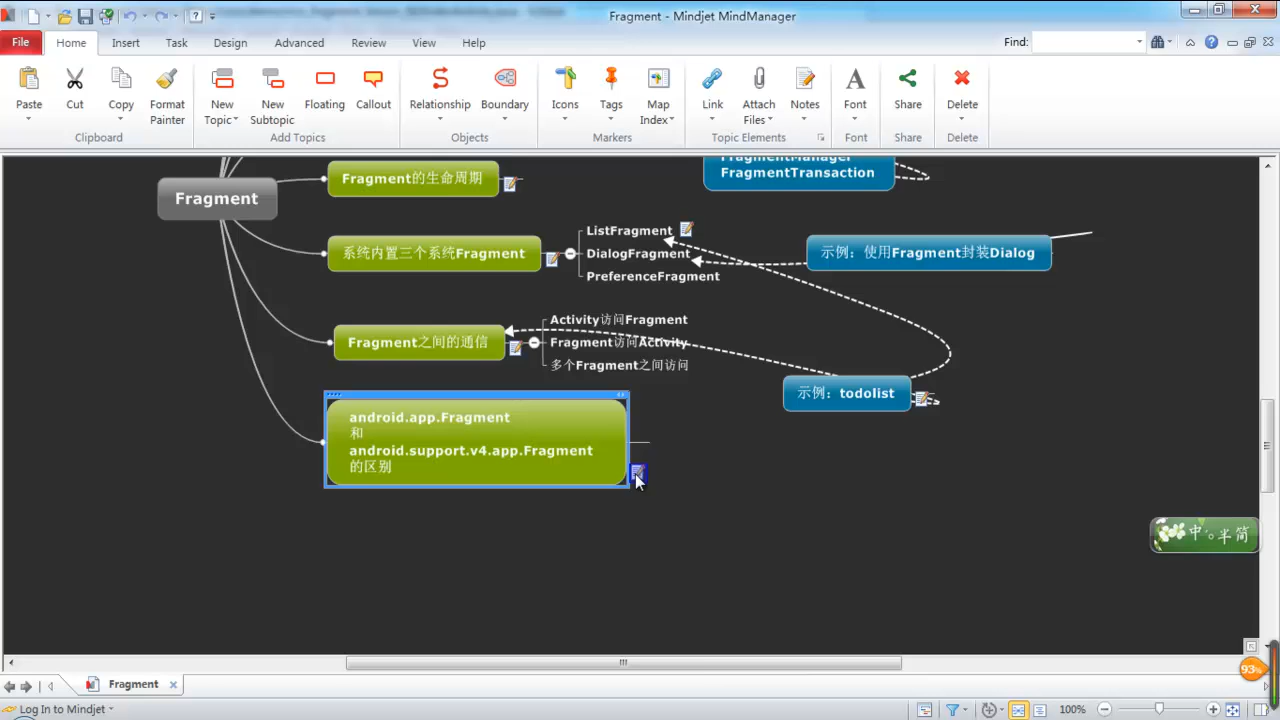 Fragment - Mindjet MindManager
File Home Insert Task Design Advanced Review View Help Find:
Paste Cut Copy Format Painter New Topic New Subtopic Floating Callout Relationship Boundary Icons Tags Map Index Link Attach Files Notes Font Share Delete
Clipboard Add Topics Objects Markers Topic Elements Font Share Delete
FragmentManager
FragmentTransaction
Fragment的生命周期
Fragment
ListFragment
系统内置三个系统Fragment
DialogFragment
示例：使用Fragment封装Dialog
PreferenceFragment
Activity访问Fragment
Fragment之间的通信
Fragment访问Activity
多个Fragment之间访问
示例：todolist
android.app.Fragment
和
android.support.v4.app.Fragment
的区别
中 半 简
93%
Fragment
Log In to Mindjet
100%